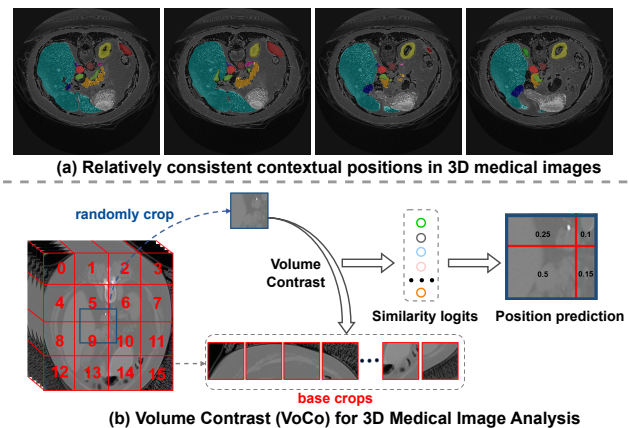 (a) Relatively consistent contextual positions in 3D medical images
randomly crop
Volume
Contrast
0 1 2 3
4 5 6 7
8 9 10 11
12 13 14 15
0.25 0.1
0.5 0.15
Similarity logits
Position prediction
base crops
(b) Volume Contrast (VoCo) for 3D Medical Image Analysis